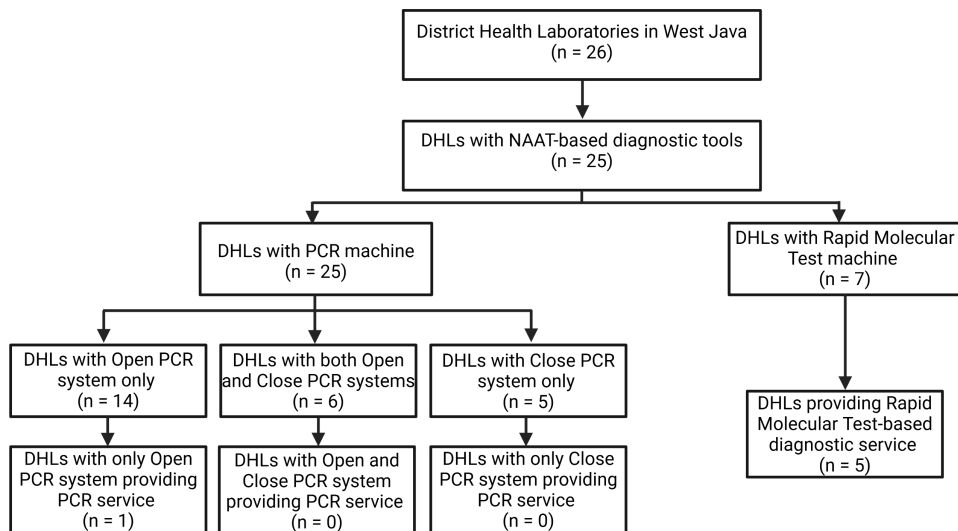 District Health Laboratories in West Java
(n = 26)
DHLs with NAAT-based diagnostic tools
(n = 25)
DHLs with PCR machine
(n = 25)
DHLs with Rapid Molecular
Test machine
(n = 7)
DHLs with Open PCR
system only
(n = 14)
DHLs with both Open
and Close PCR systems
(n = 6)
DHLs with Close PCR
system only
(n = 5)
DHLs providing Rapid
Molecular Test-based
diagnostic service
(n = 5)
DHLs with only Open
PCR system providing
PCR service
(n = 1)
DHLs with Open and
Close PCR system
providing PCR service
(n = 0)
DHLs with only Close
PCR system providing
PCR service
(n = 0)